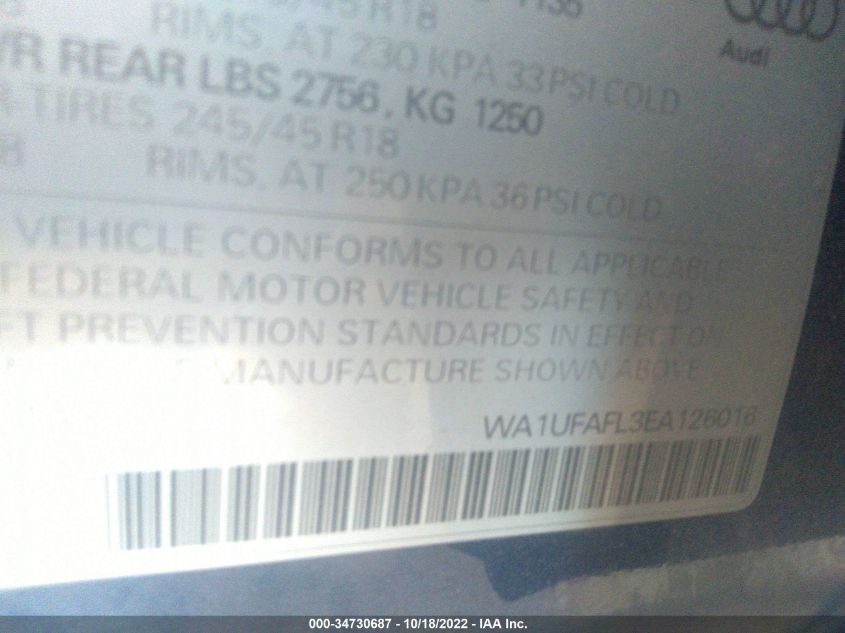 RIMS, AT 230 KPA 33 PSI COLD
Audi
REAR LBS 2756, KG 1250
TIRES 245/45 R18
RIMS, AT 250 KPA 36 PSI COLD
VEHICLE CONFORMS TO ALL APPLICABLE
FEDERAL MOTOR VEHICLE SAFETY AND
PREVENTION STANDARDS IN EFFECT ON
MANUFACTURE SHOWN ABOVE
WA1UFAFL3EA126016
000-34730687 - 10/18/2022 - IAA Inc.